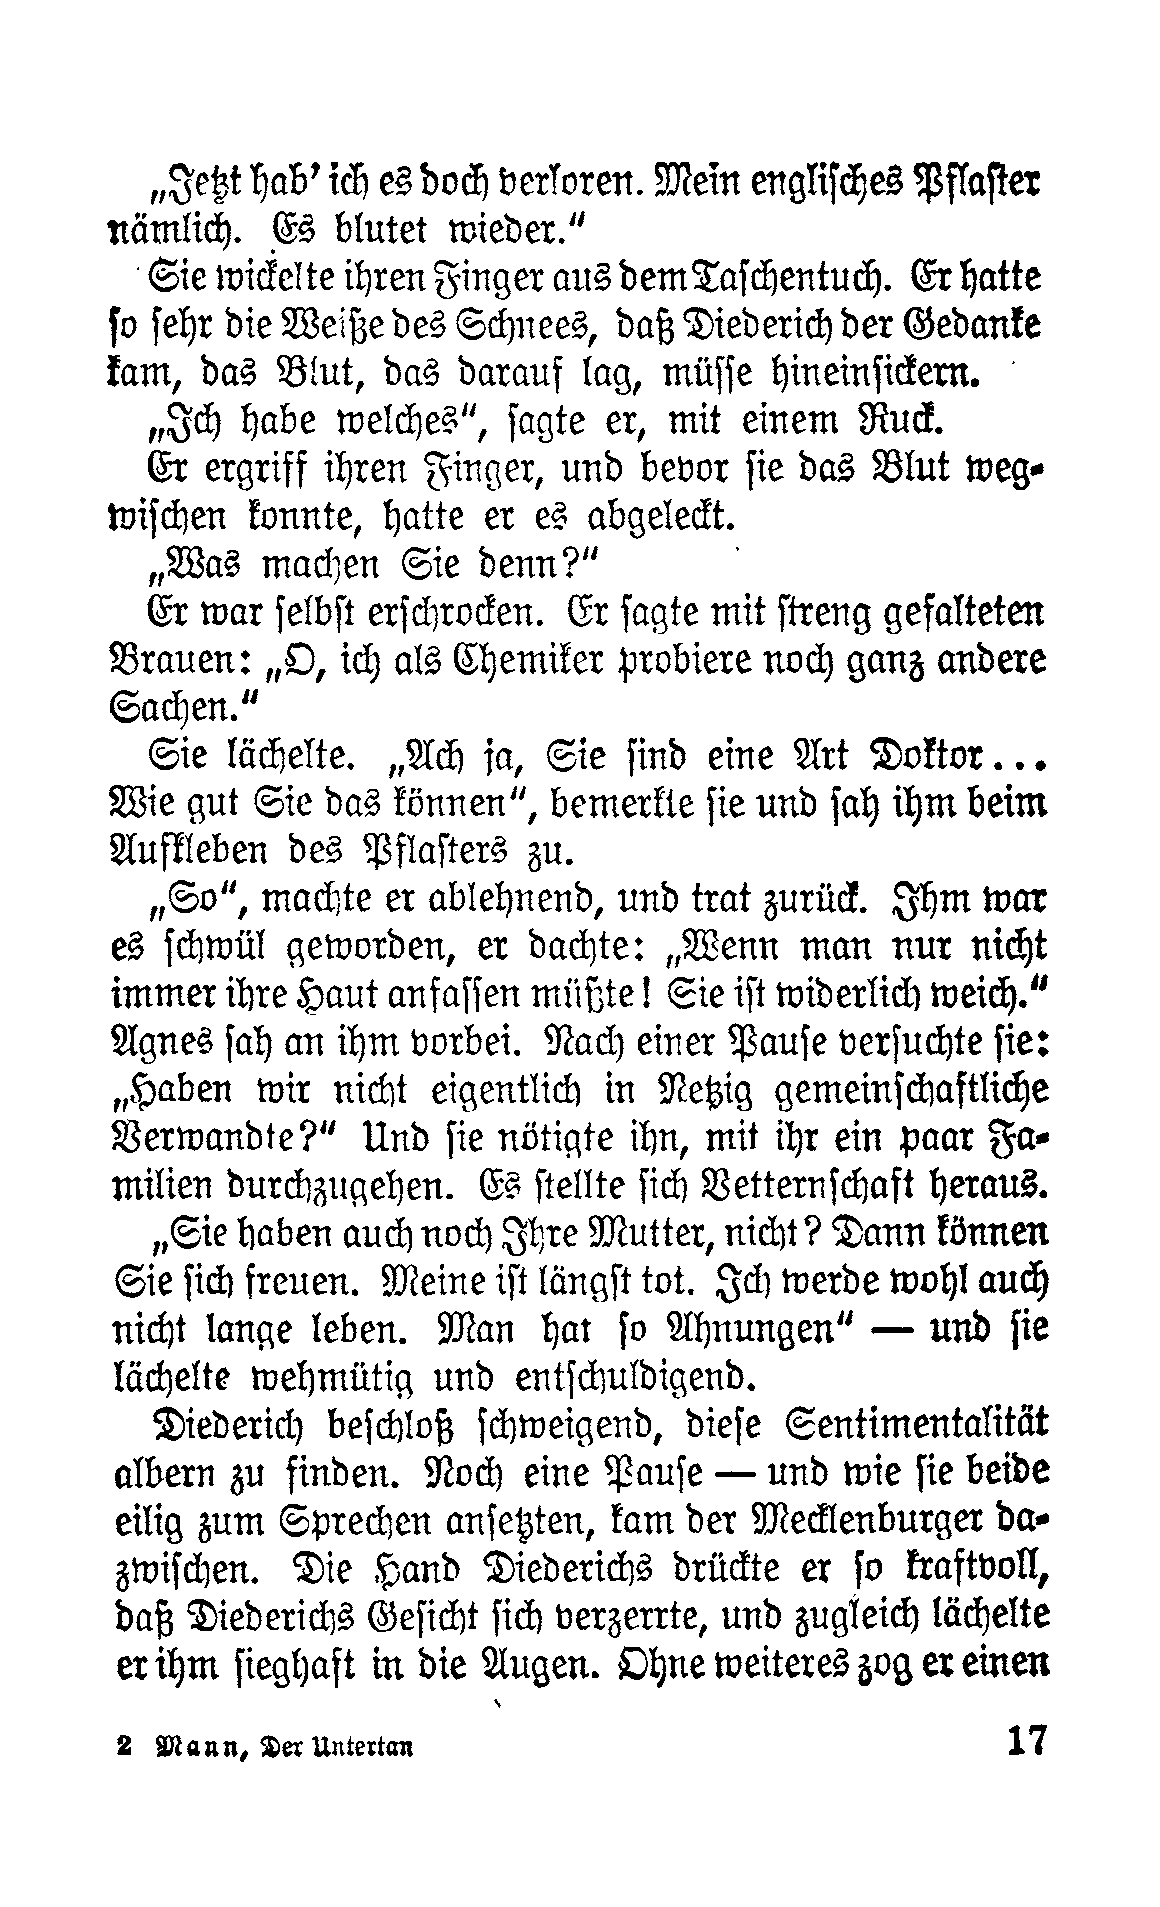 „Jetzt hab' ich es doch verloren. Mein engliſches Pflaſter
nämlich. Es blutet wieder.“
Sie wickelte ihren Finger aus dem Taſchentuch. Er hatte
ſo ſehr die Weiße des Schnees, daß Diederich der Gedanke
kam, das Blut, das darauf lag, müſſe hineinſickern.
„Ich habe welches“, ſagte er, mit einem Ruck.
Er ergriff ihren Finger, und bevor ſie das Blut weg-
wiſchen konnte, hatte er es abgeleckt.
„Was machen Sie denn?“
Er war ſelbſt erſchrocken. Er ſagte mit ſtreng gefalteten
Brauen: „O, ich als Chemiker probiere noch ganz andere
Sachen.“
Sie lächelte. „Ach ja, Sie ſind eine Art Doktor...
Wie gut Sie das können“, bemerkte ſie und ſah ihm beim
Aufkleben des Pflaſters zu.
„So“, machte er ablehnend, und trat zurück. Ihm war
es ſchwül geworden, er dachte: „Wenn man nur nicht
immer ihre Haut anfaſſen müßte! Sie iſt widerlich weich.“
Agnes ſah an ihm vorbei. Nach einer Pauſe verſuchte ſie:
„Haben wir nicht eigentlich in Netzig gemeinſchaftliche
Verwandte?“ Und ſie nötigte ihn, mit ihr ein paar Fa-
milien durchzugehen. Es ſtellte ſich Vetternſchaft heraus.
„Sie haben auch noch Ihre Mutter, nicht? Dann können
Sie ſich freuen. Meine iſt längſt tot. Ich werde wohl auch
nicht lange leben. Man hat ſo Ahnungen“ — und ſie
lächelte wehmütig und entſchuldigend.
Diederich beſchloß ſchweigend, dieſe Sentimentalität
albern zu finden. Noch eine Pauſe — und wie ſie beide
eilig zum Sprechen anſetzten, kam der Mecklenburger da-
zwiſchen. Die Hand Diederichs drückte er ſo kraftvoll,
daß Diederichs Geſicht ſich verzerrte, und zugleich lächelte
er ihm ſieghaft in die Augen. Ohne weiteres zog er einen
2 Mann, Der Untertan 17